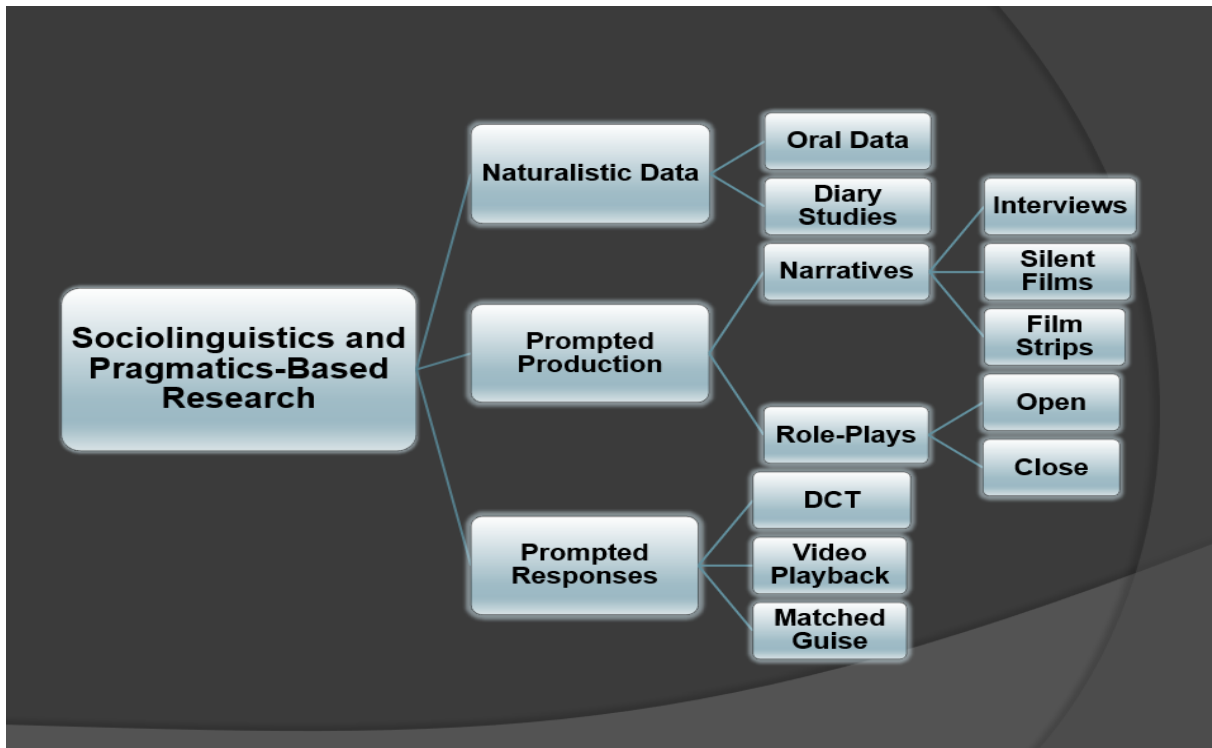 Sociolinguistics and
Pragmatics-Based
Research
Naturalistic Data
Oral Data
Diary
Studies
Prompted
Production
Narratives
Interviews
Silent
Films
Film
Strips
Role-Plays
Open
Close
Prompted
Responses
DCT
Video
Playback
Matched
Guise